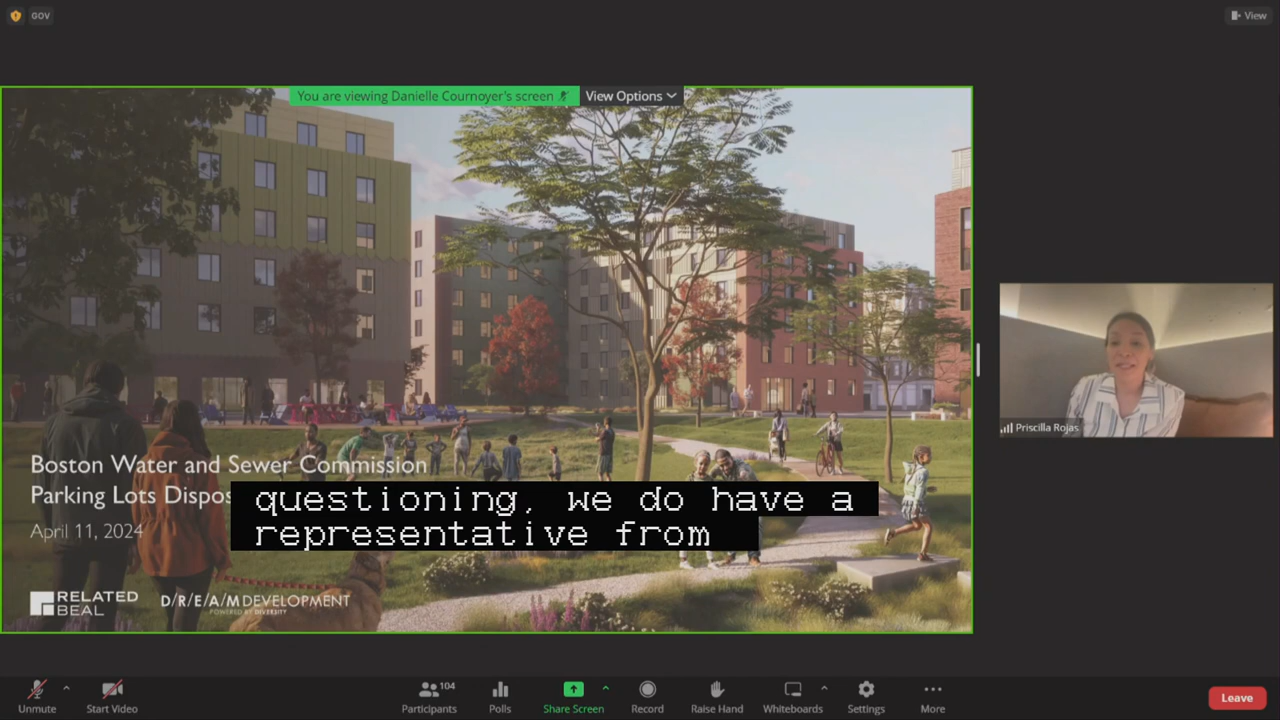 GOV
View
You are viewing Danielle Cournoyer's screen
View Options
Boston Water and Sewer Commission
Parking Lots Dispos
April 11, 2024
questioning, we do have a
representative from
RELATED
BEAL
D/R/E/A/M DEVELOPMENT
POWERED BY DIVERSITY
Priscilla Rojas
Unmute
Start Video
104
Participants
Polls
Share Screen
Record
Raise Hand
Whiteboards
Settings
More
Leave